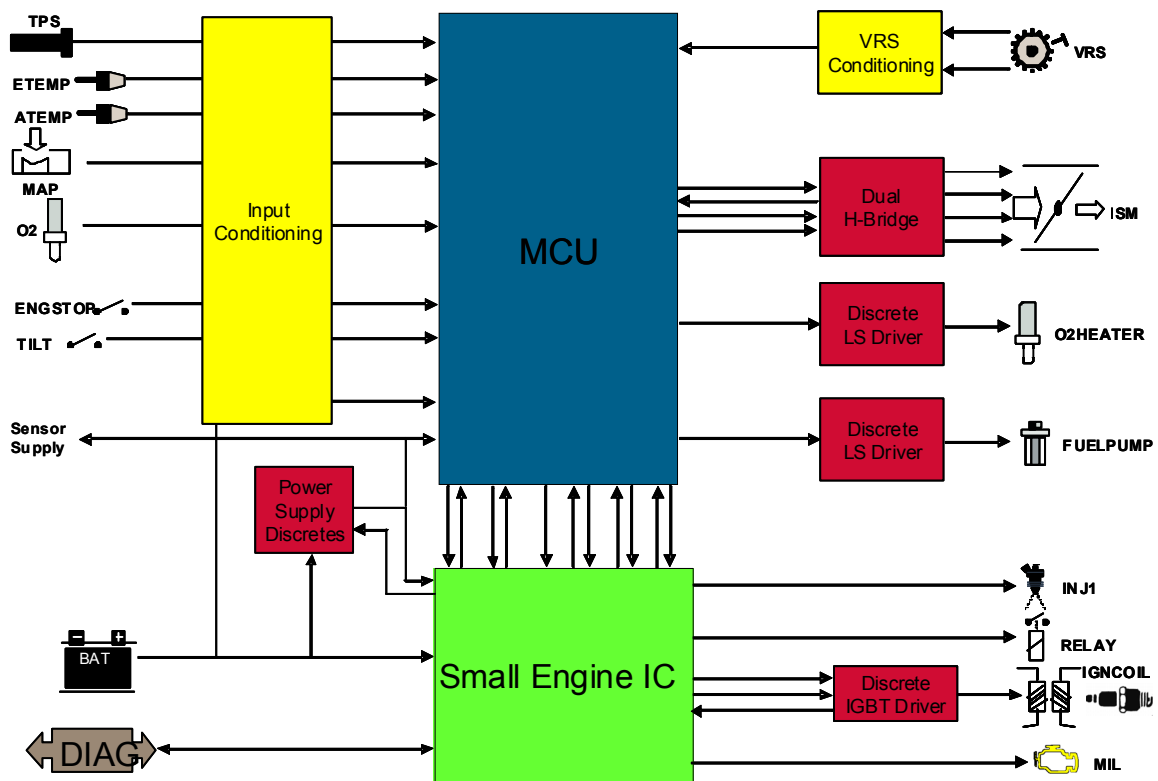 TPS
ETEMP
ATEMP
MAP
O2
ENGSTOP
TILT
Sensor
Supply
Input
Conditioning
MCU
VRS
Conditioning
VRS
Dual
H-Bridge
ISM
Discrete
LS Driver
O2HEATER
Discrete
LS Driver
FUELPUMP
Power
Supply
Discretes
BAT
DIAG
Small Engine IC
INJ1
RELAY
Discrete
IGBT Driver
IGNCOIL
MIL